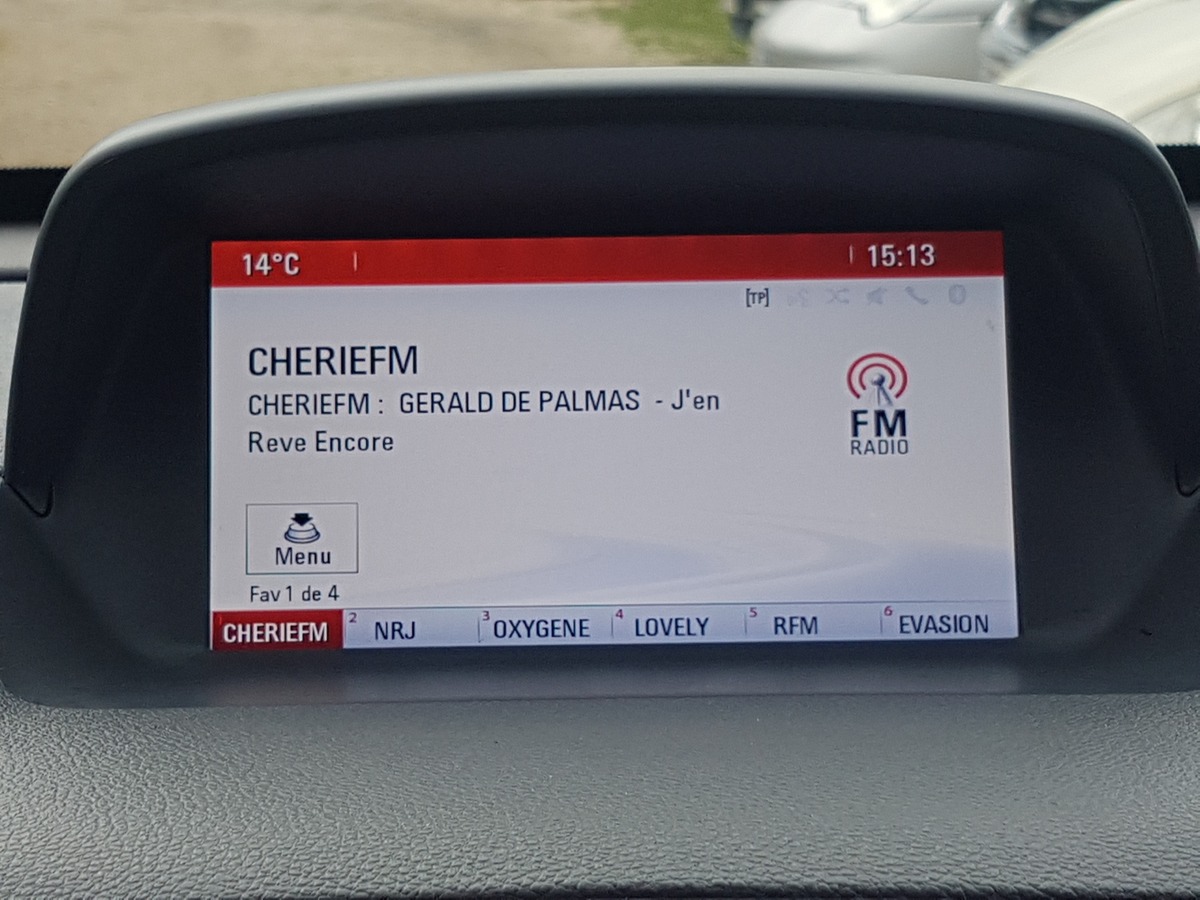 14°C 15:13
[TP]
CHERIEFM
CHERIEFM : GERALD DE PALMAS - J'en
Reve Encore
FM
RADIO
Menu
Fav 1 de 4
CHERIEFM 2 NRJ 3 OXYGENE 4 LOVELY 5 RFM 6 EVASION